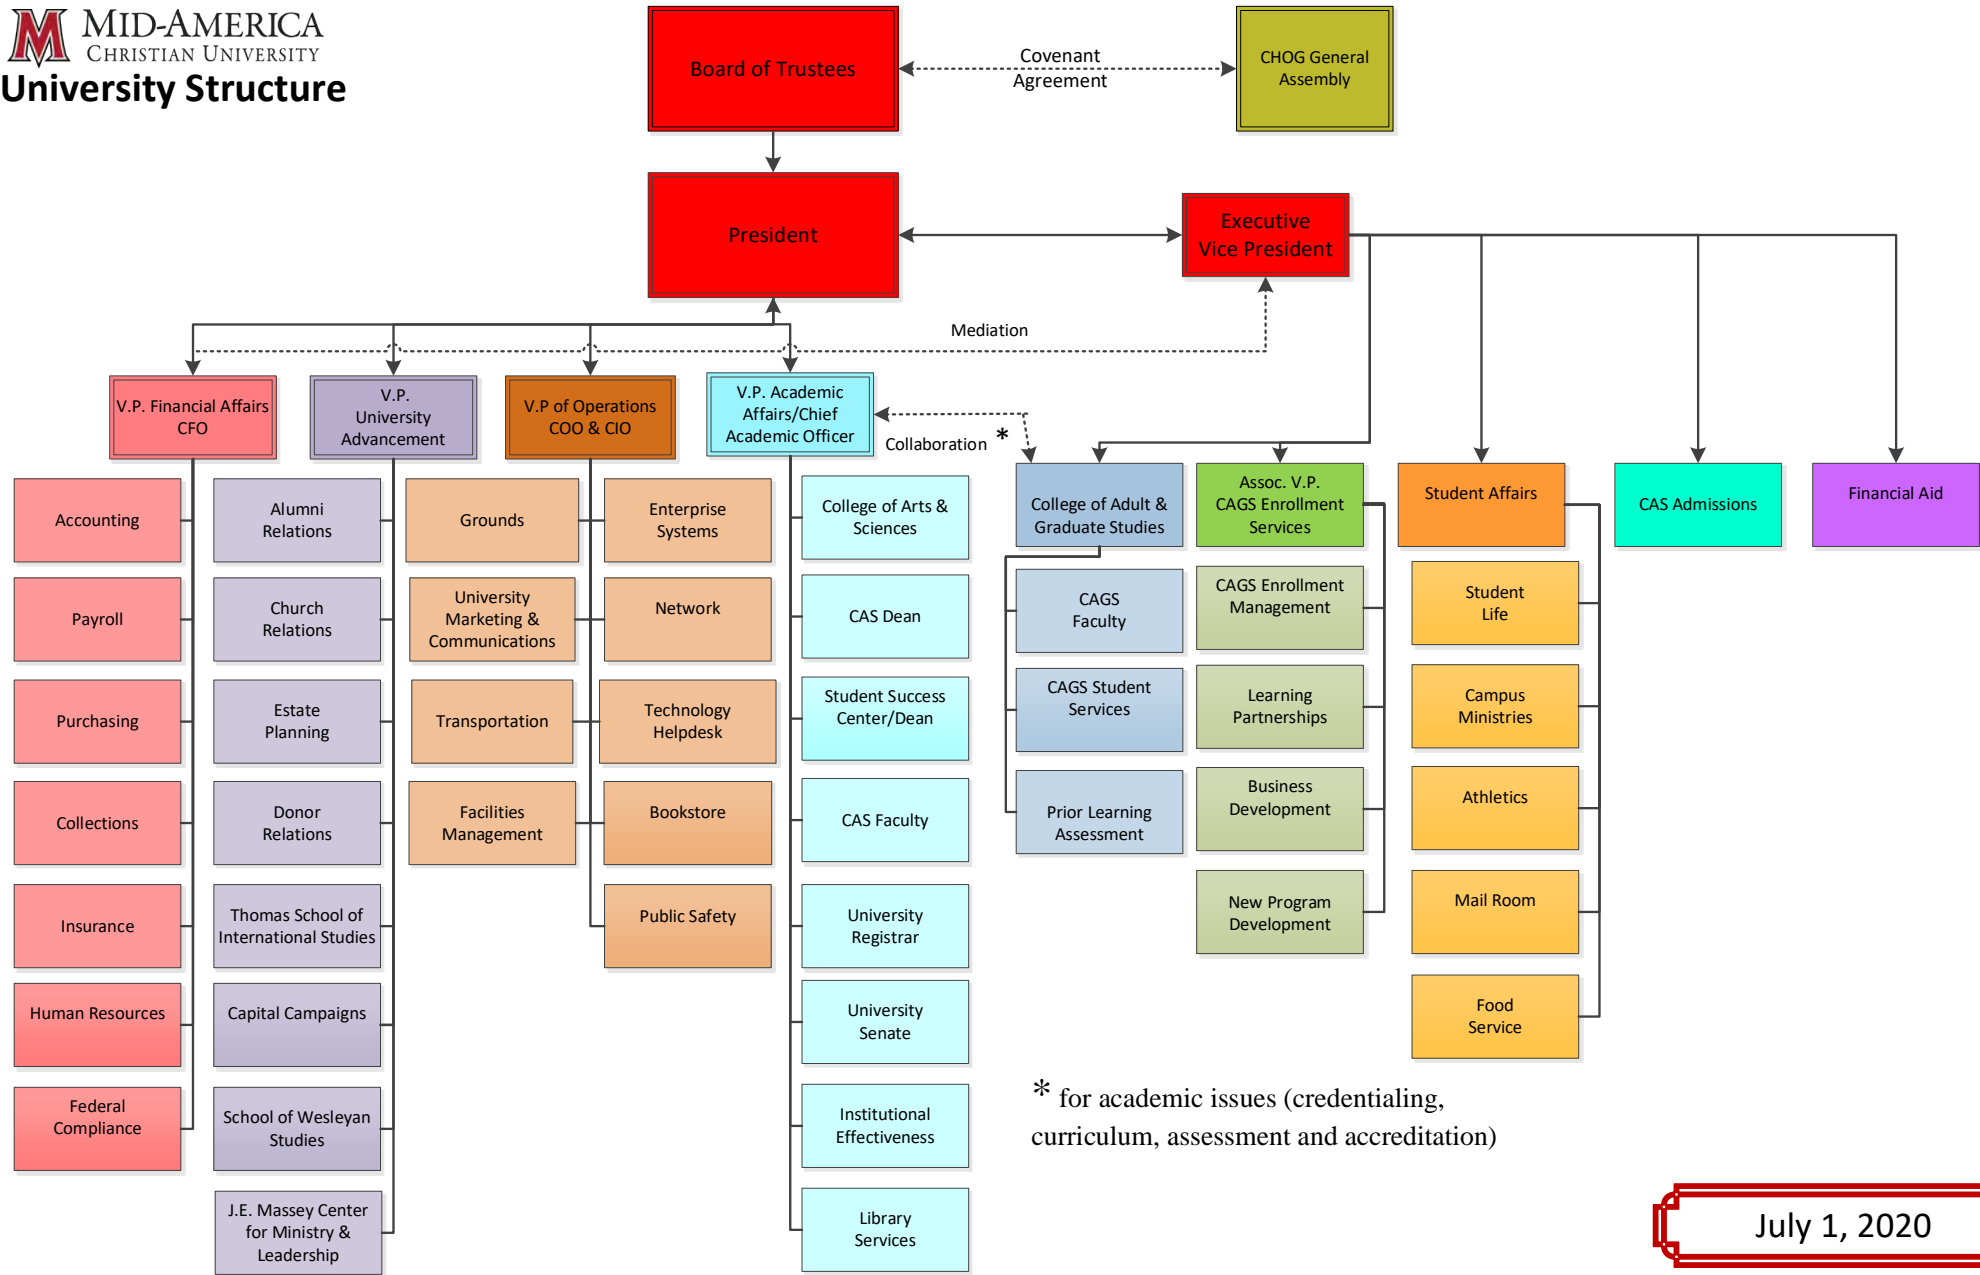 MID-AMERICA
CHRISTIAN UNIVERSITY
University Structure
Board of Trustees
Covenant
Agreement
CHOG General
Assembly
President
Executive
Vice President
Mediation
V.P. Financial Affairs
CFO
V.P.
University
Advancement
V.P of Operations
COO & CIO
V.P. Academic
Affairs/Chief
Academic Officer
Collaboration *
College of Adult &
Graduate Studies
Assoc. V.P.
CAGS Enrollment
Services
Student Affairs
CAS Admissions
Financial Aid
Accounting
Payroll
Purchasing
Collections
Insurance
Human Resources
Federal
Compliance
Alumni
Relations
Church
Relations
Estate
Planning
Donor
Relations
Thomas School of
International Studies
Capital Campaigns
School of Wesleyan
Studies
J.E. Massey Center
for Ministry &
Leadership
Grounds
University
Marketing &
Communications
Transportation
Facilities
Management
Enterprise
Systems
Network
Technology
Helpdesk
Bookstore
Public Safety
College of Arts &
Sciences
CAS Dean
Student Success
Center/Dean
CAS Faculty
University
Registrar
University
Senate
Institutional
Effectiveness
Library
Services
CAGS
Faculty
CAGS Student
Services
Prior Learning
Assessment
CAGS Enrollment
Management
Learning
Partnerships
Business
Development
New Program
Development
Student
Life
Campus
Ministries
Athletics
Mail Room
Food
Service
* for academic issues (credentialing,
curriculum, assessment and accreditation)
July 1, 2020